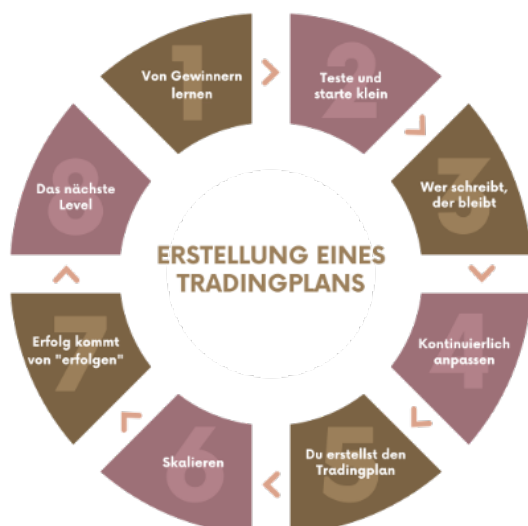 1
Von Gewinnern
lernen
2
Teste und
starte klein
3
Wer schreibt,
der bleibt
4
Kontinuierlich
anpassen
5
Du erstellst den
Tradingplan
6
Skalieren
7
Erfolg kommt
von "erfolgen"
8
Das nächste
Level
ERSTELLUNG EINES
TRADINGPLANS